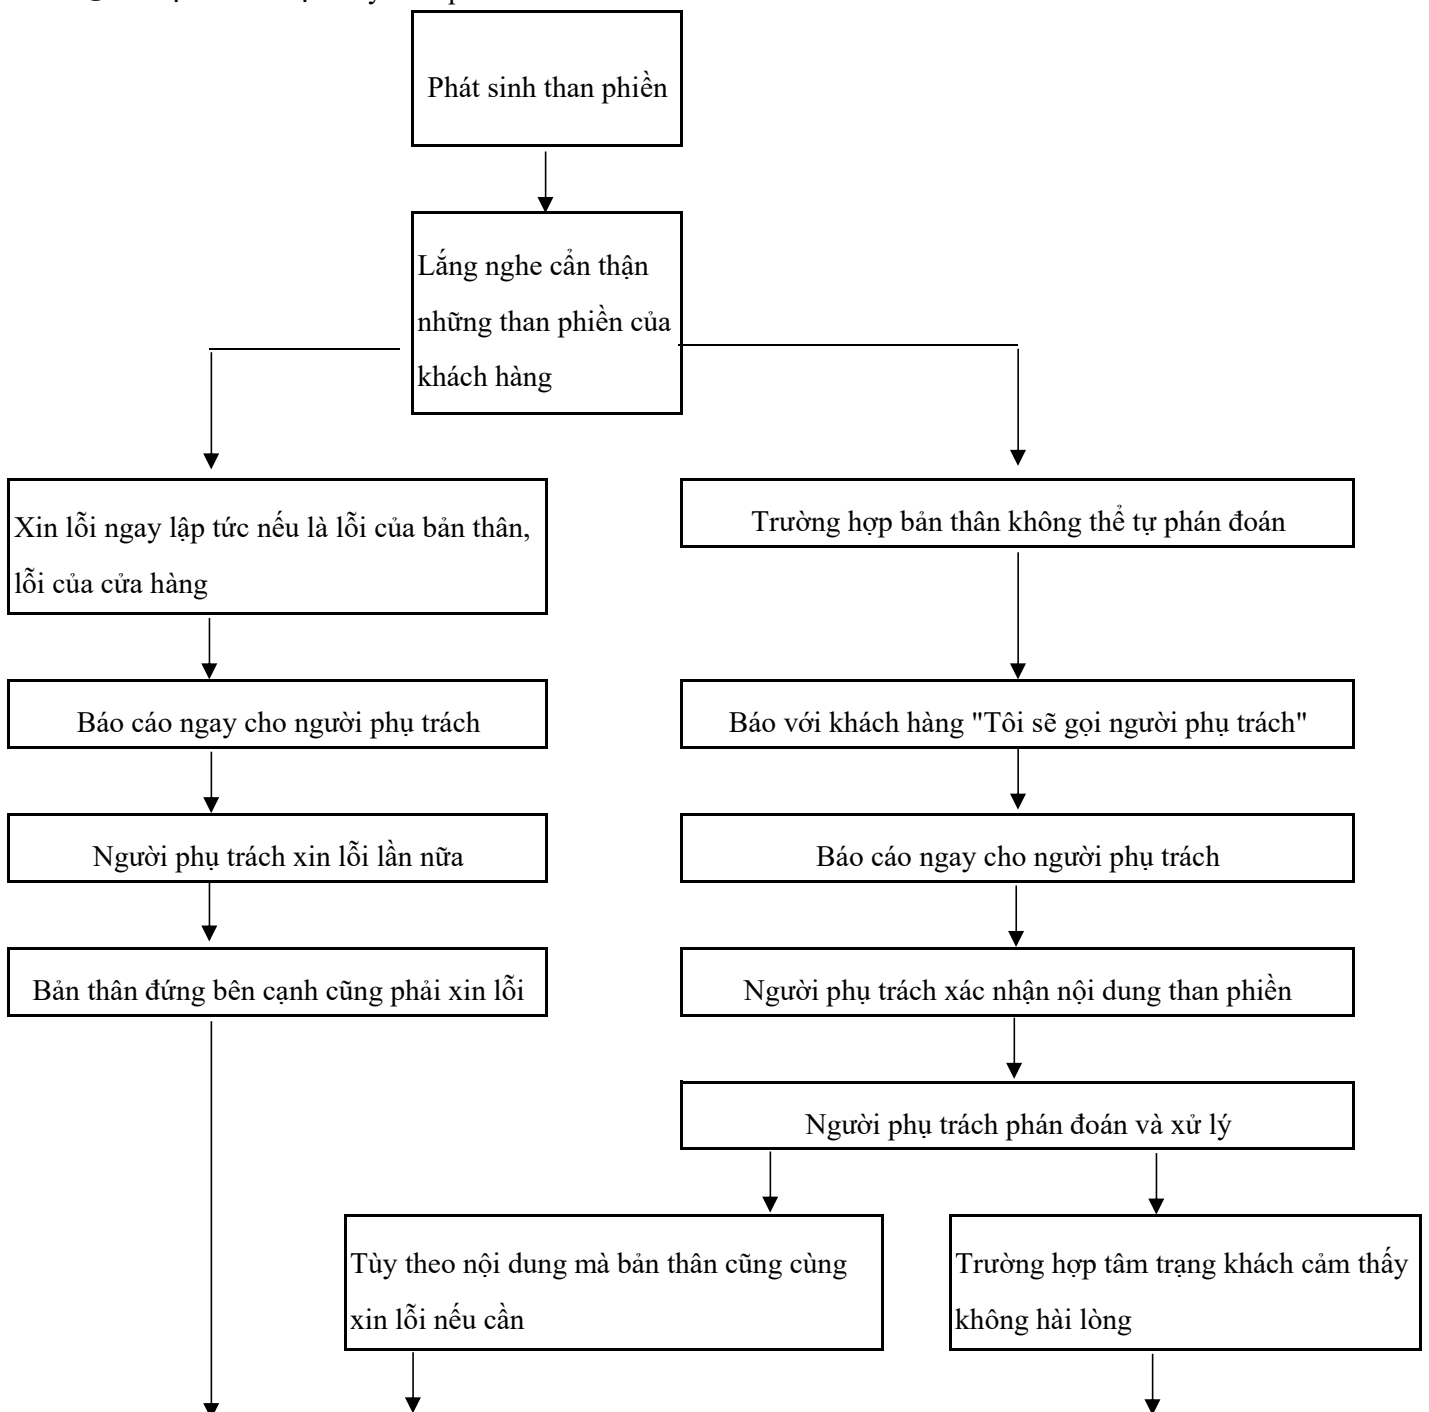 Phát sinh than phiền
Lắng nghe cẩn thận
những than phiền của
khách hàng
Xin lỗi ngay lập tức nếu là lỗi của bản thân,
lỗi của cửa hàng
Trường hợp bản thân không thể tự phán đoán
Báo cáo ngay cho người phụ trách
Báo với khách hàng "Tôi sẽ gọi người phụ trách"
Người phụ trách xin lỗi lần nữa
Báo cáo ngay cho người phụ trách
Bản thân đứng bên cạnh cũng phải xin lỗi
Người phụ trách xác nhận nội dung than phiền
Người phụ trách phán đoán và xử lý
Tùy theo nội dung mà bản thân cũng cùng
xin lỗi nếu cần
Trường hợp tâm trạng khách cảm thấy
không hài lòng